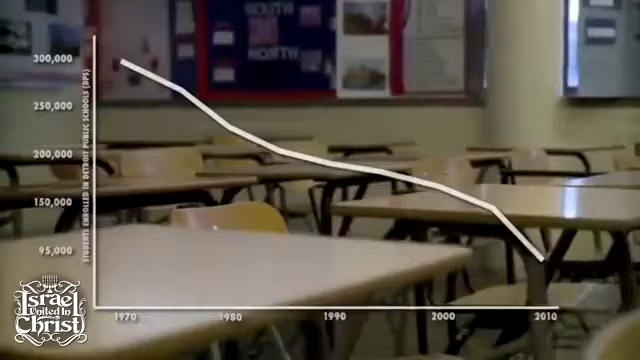 SOUTH
NORTH
300,000
250,000
200,000
150,000
95,000
STUDENTS ENROLLED IN DETROIT PUBLIC SCHOOLS (DPS)
1970 1980 1990 2000 2010
Israel
United In
Christ